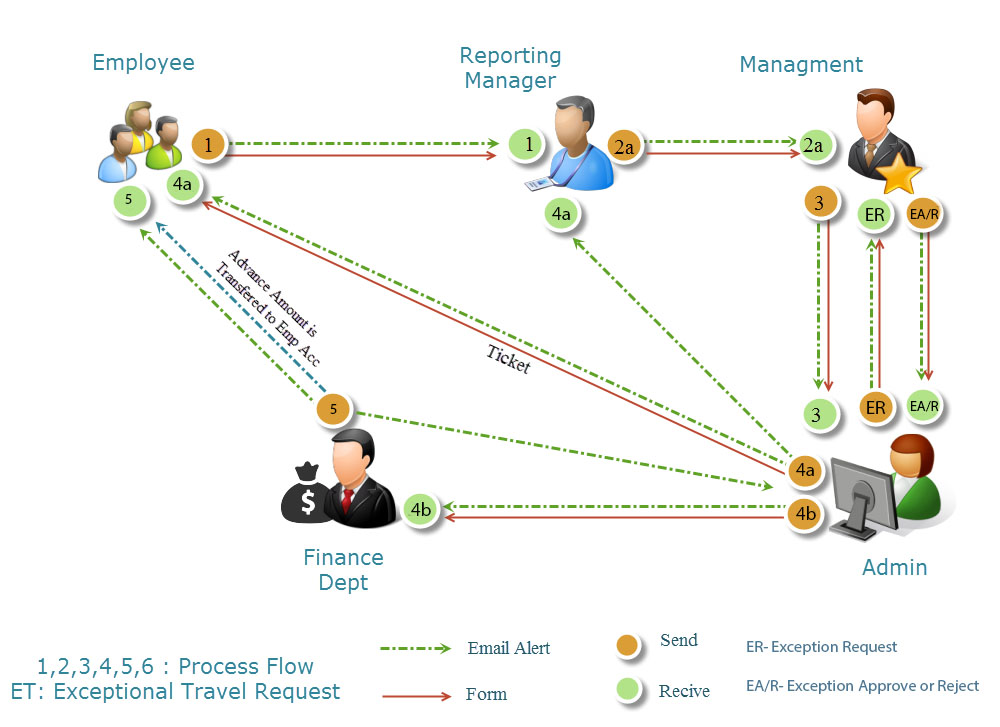 Employee
Reporting
Manager
Managment
1
1
2a
2a
4a
5
4a
3
ER
EA/R
Advance Amount is
Transfered to Emp Acc
Ticket
5
3
ER
EA/R
4a
4b
4b
$
Finance
Dept
Admin
1,2,3,4,5,6 : Process Flow
ET: Exceptional Travel Request
Email Alert
Form
Send
Recive
ER- Exception Request
EA/R- Exception Approve or Reject